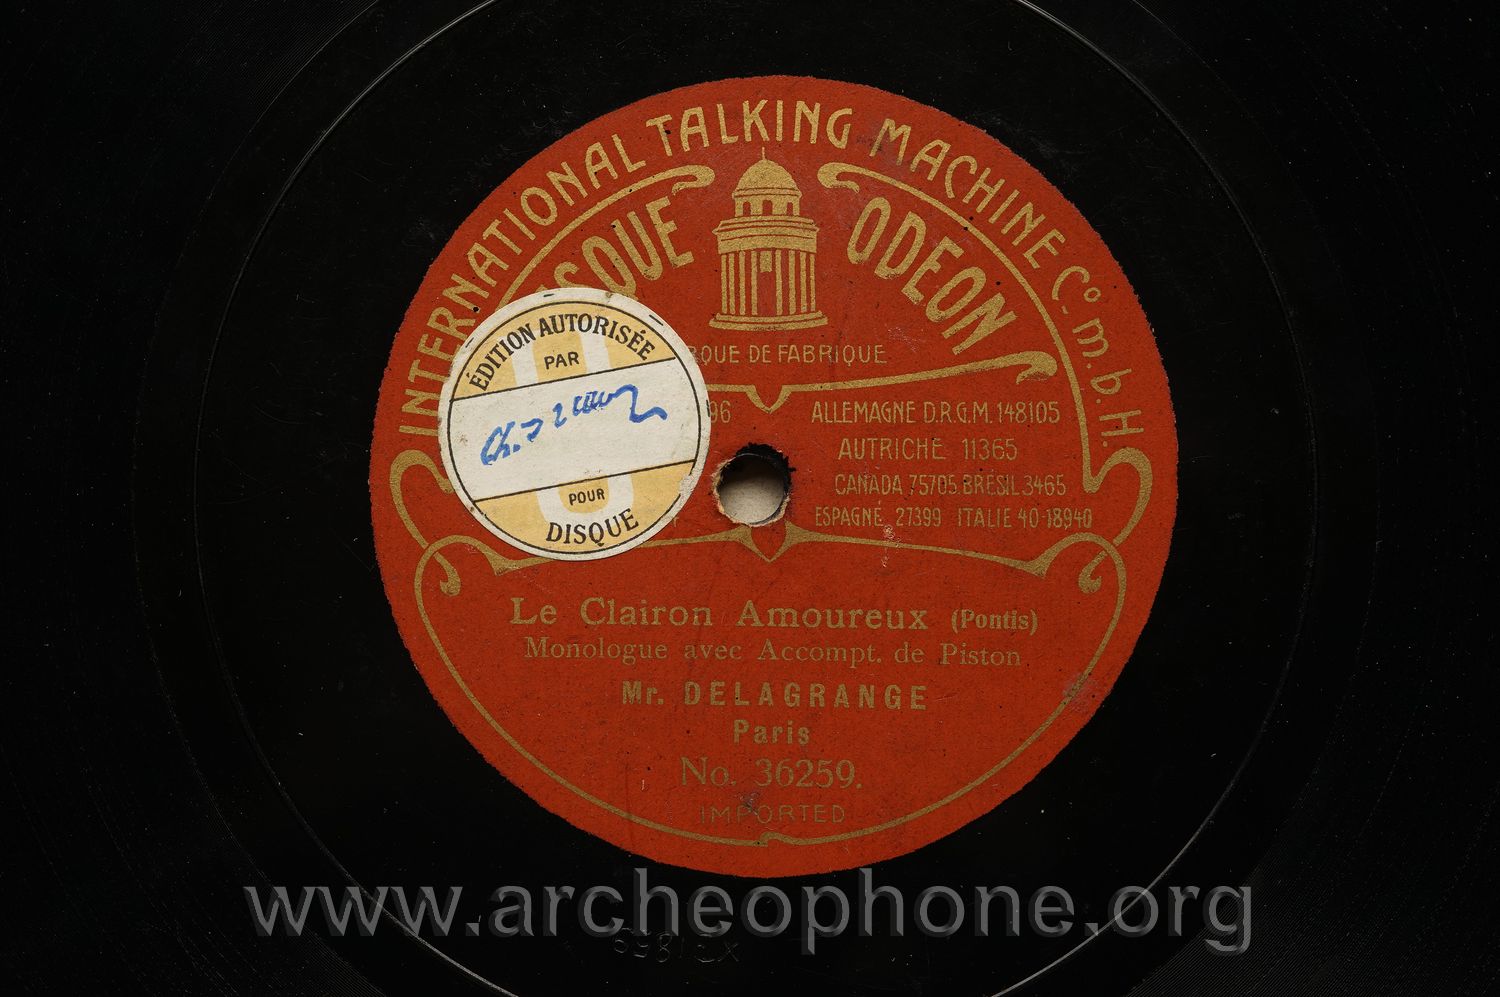 INTERNATIONAL TALKING MACHINE Co. m.b.H.
DISQUE ODEON
MARQUE DE FABRIQUE
96
ALLEMAGNE D.R.G.M. 148105
AUTRICHE 11365
CANADA 75705. BRÉSIL 3465
ESPAGNE 27399 ITALIE 40-18940
ÉDITION AUTORISÉE
PAR
POUR
DISQUE
Le Clairon Amoureux (Pontis)
Monologue avec Accompt. de Piston
Mr. DELAGRANGE
Paris
No. 36259.
IMPORTED
www.archeophone.org